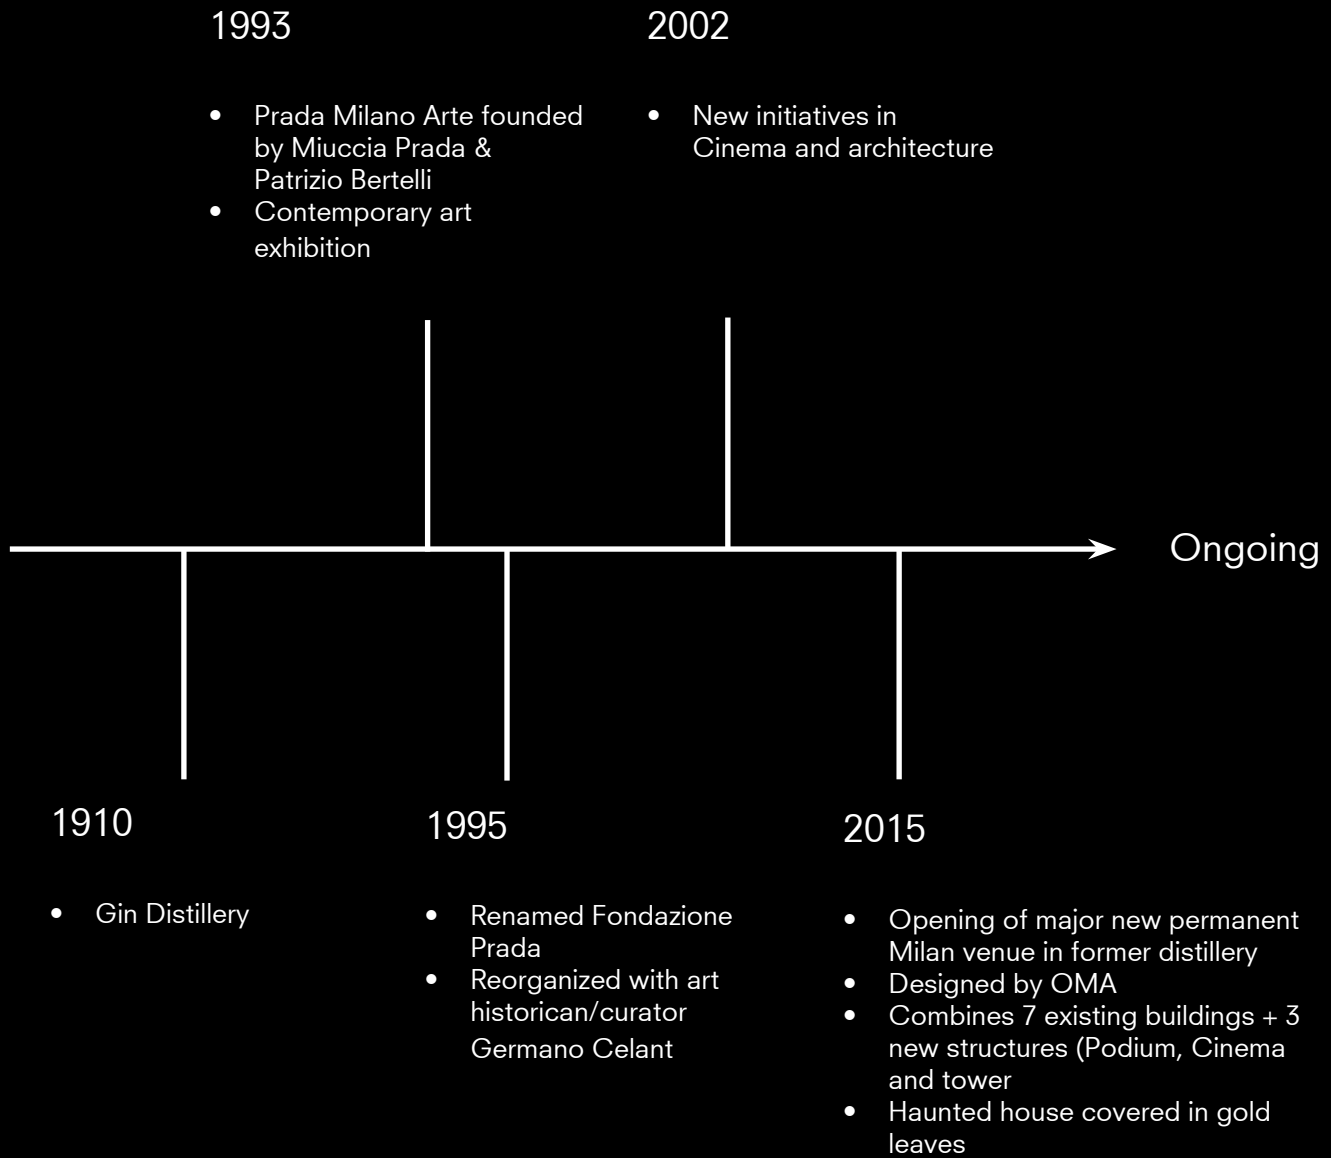 1993
Prada Milano Arte founded
by Miuccia Prada &
Patrizio Bertelli
Contemporary art
exhibition
2002
New initiatives in
Cinema and architecture
Ongoing
1910
Gin Distillery
1995
Renamed Fondazione
Prada
Reorganized with art
historican/curator
Germano Celant
2015
Opening of major new permanent
Milan venue in former distillery
Designed by OMA
Combines 7 existing buildings + 3
new structures (Podium, Cinema
and tower
Haunted house covered in gold
leaves